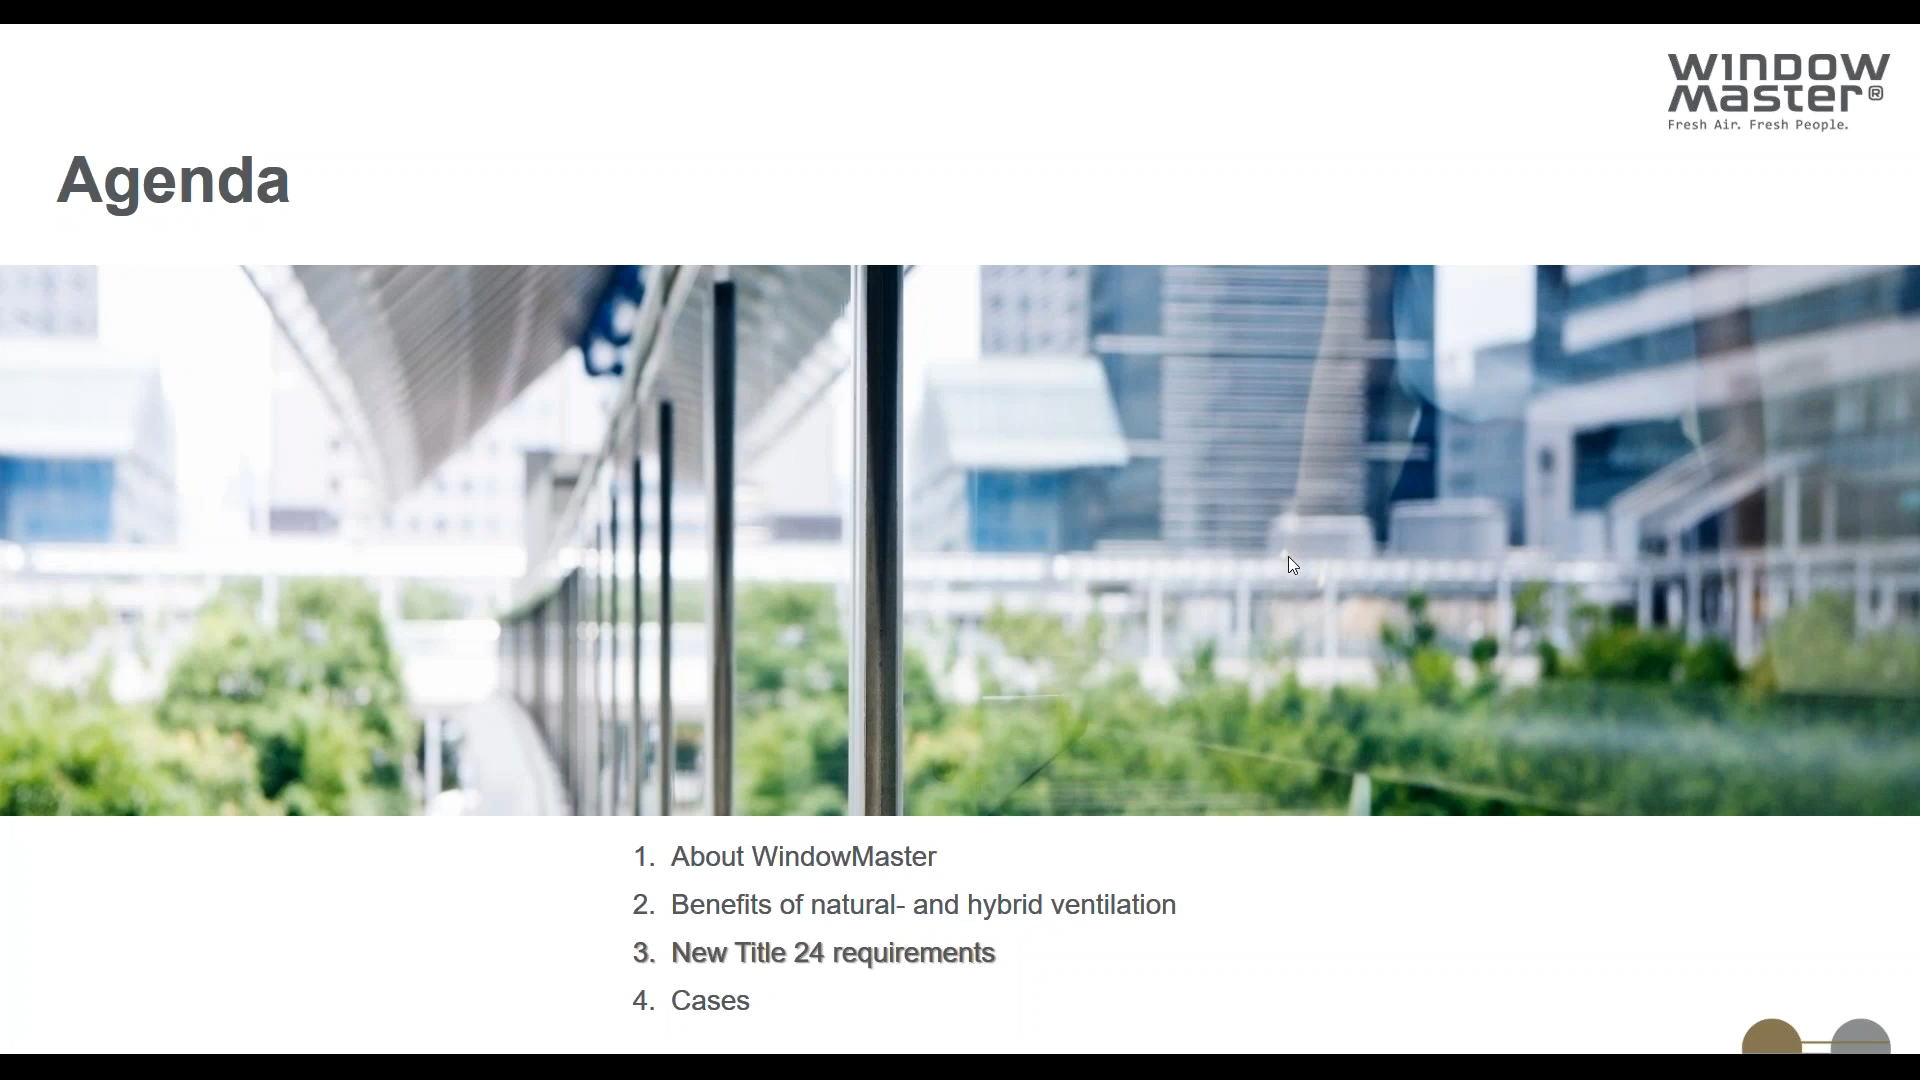 WINDOW
Master®
Fresh Air. Fresh People.
Agenda
1. About WindowMaster
2. Benefits of natural- and hybrid ventilation
3. New Title 24 requirements
4. Cases